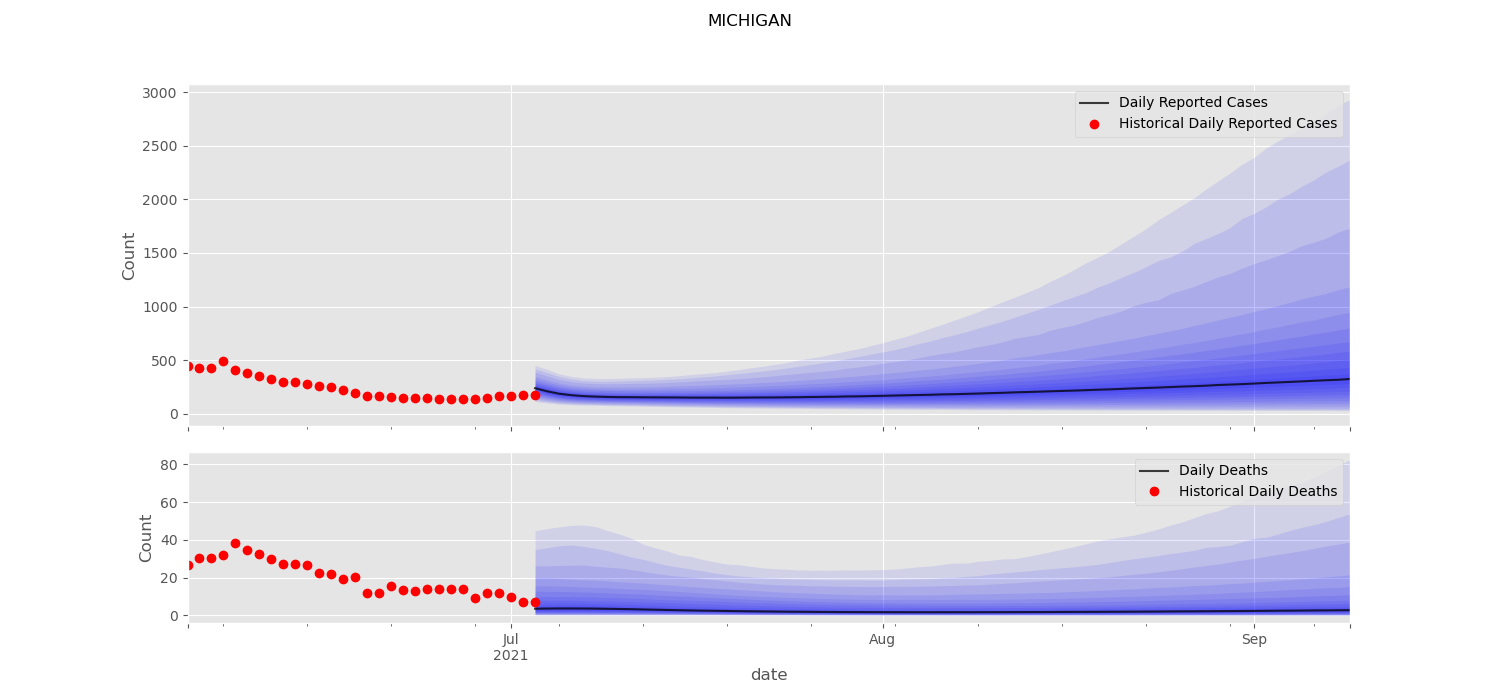 MICHIGAN
3000
2500
2000
1500
1000
500
0
Count
Daily Reported Cases
Historical Daily Reported Cases
80
60
40
20
0
Count
Daily Deaths
Historical Daily Deaths
Jul
2021
Aug
Sep
date